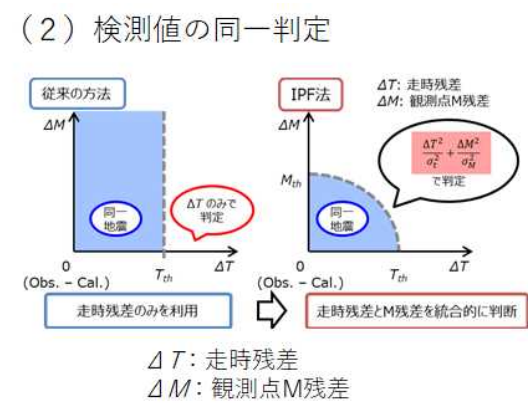 （2）検測値の同一判定
従来の方法
ΔM
同一
地震
ΔT のみで
判定
0
T_th
ΔT
(Obs. – Cal.)
走時残差のみを利用
IPF法
ΔT: 走時残差
ΔM: 観測点M残差
ΔM
M_th
ΔT²/σ_t² + ΔM²/σ_M²
で判定
同一
地震
0
T_th
ΔT
(Obs. – Cal.)
走時残差とM残差を統合的に判断
ΔT：走時残差
ΔM：観測点M残差